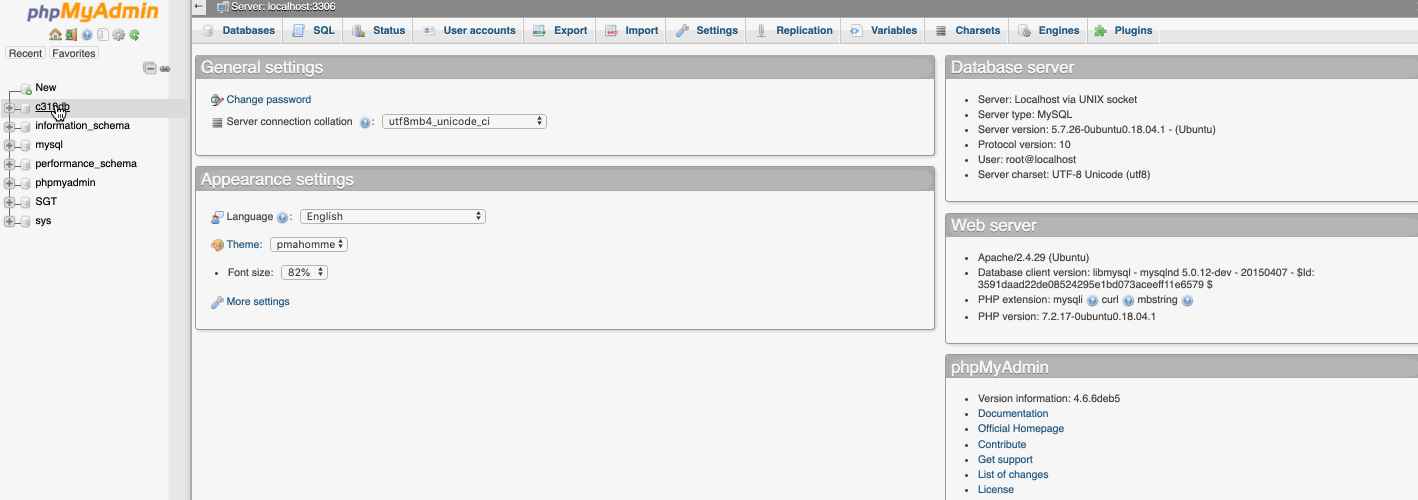 phpMyAdmin
Recent
Favorites
New
information_schema
mysql
performance_schema
phpmyadmin
SGT
sys
Server: localhost:3306
Databases
SQL
Status
User accounts
Export
Import
Settings
Replication
Variables
Charsets
Engines
Plugins
General settings
Change password
Server connection collation : utf8mb4_unicode_ci
Appearance settings
Language : English
Theme: pmahomme
Font size: 82%
More settings
Database server
Server: Localhost via UNIX socket
Server type: MySQL
Server version: 5.7.26-0ubuntu0.18.04.1 - (Ubuntu)
Protocol version: 10
User: root@localhost
Server charset: UTF-8 Unicode (utf8)
Web server
Apache/2.4.29 (Ubuntu)
Database client version: libmysql - mysqlnd 5.0.12-dev - 20150407 - $Id:
3591daad22de08524295e1bd073aceeff11e6579 $
PHP extension: mysqli curl mbstring
PHP version: 7.2.17-0ubuntu0.18.04.1
phpMyAdmin
Version information: 4.6.6deb5
Documentation
Official Homepage
Contribute
Get support
List of changes
License